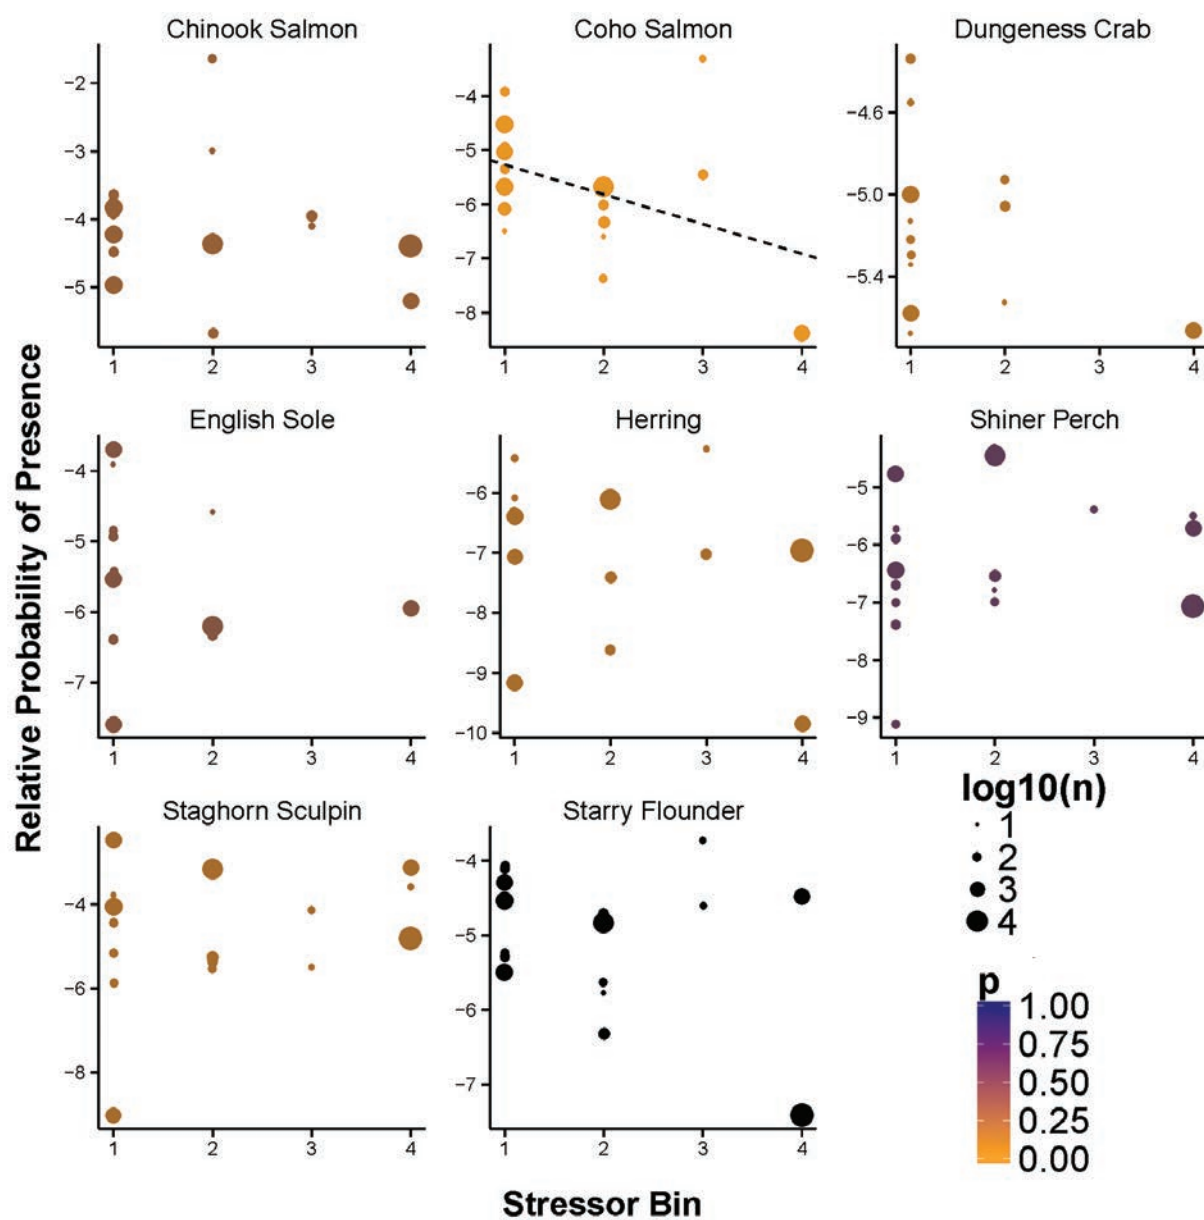 Chinook Salmon
−2
−3
−4
−5
1 2 3 4
Coho Salmon
−4
−5
−6
−7
−8
1 2 3 4
Dungeness Crab
−4.6
−5.0
−5.4
1 2 3 4
English Sole
−4
−5
−6
−7
1 2 3 4
Herring
−6
−7
−8
−9
−10
1 2 3 4
Shiner Perch
−5
−6
−7
−8
−9
1 2 3 4
Staghorn Sculpin
−4
−6
−8
1 2 3 4
Starry Flounder
−4
−5
−6
−7
1 2 3 4
Relative Probability of Presence
Stressor Bin
log10(n)
1
2
3
4
p
1.00
0.75
0.50
0.25
0.00